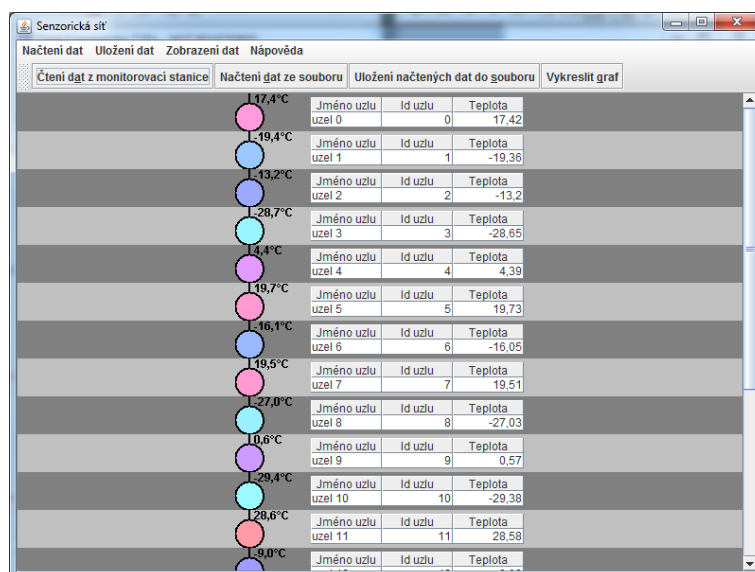 Senzorická síť
Načtení dat Uložení dat Zobrazení dat Nápověda
Čtení dat z monitorovací stanice Načtení dat ze souboru Uložení načtených dat do souboru Vykreslit graf
17,4°C Jméno uzlu Id uzlu Teplota
uzel 0 0 17,42
-19,4°C Jméno uzlu Id uzlu Teplota
uzel 1 1 -19,36
-13,2°C Jméno uzlu Id uzlu Teplota
uzel 2 2 -13,2
-28,7°C Jméno uzlu Id uzlu Teplota
uzel 3 3 -28,65
4,4°C Jméno uzlu Id uzlu Teplota
uzel 4 4 4,39
19,7°C Jméno uzlu Id uzlu Teplota
uzel 5 5 19,73
-16,1°C Jméno uzlu Id uzlu Teplota
uzel 6 6 -16,05
19,5°C Jméno uzlu Id uzlu Teplota
uzel 7 7 19,51
-27,0°C Jméno uzlu Id uzlu Teplota
uzel 8 8 -27,03
0,6°C Jméno uzlu Id uzlu Teplota
uzel 9 9 0,57
-29,4°C Jméno uzlu Id uzlu Teplota
uzel 10 10 -29,38
28,6°C Jméno uzlu Id uzlu Teplota
uzel 11 11 28,58
-9,0°C Jméno uzlu Id uzlu Teplota